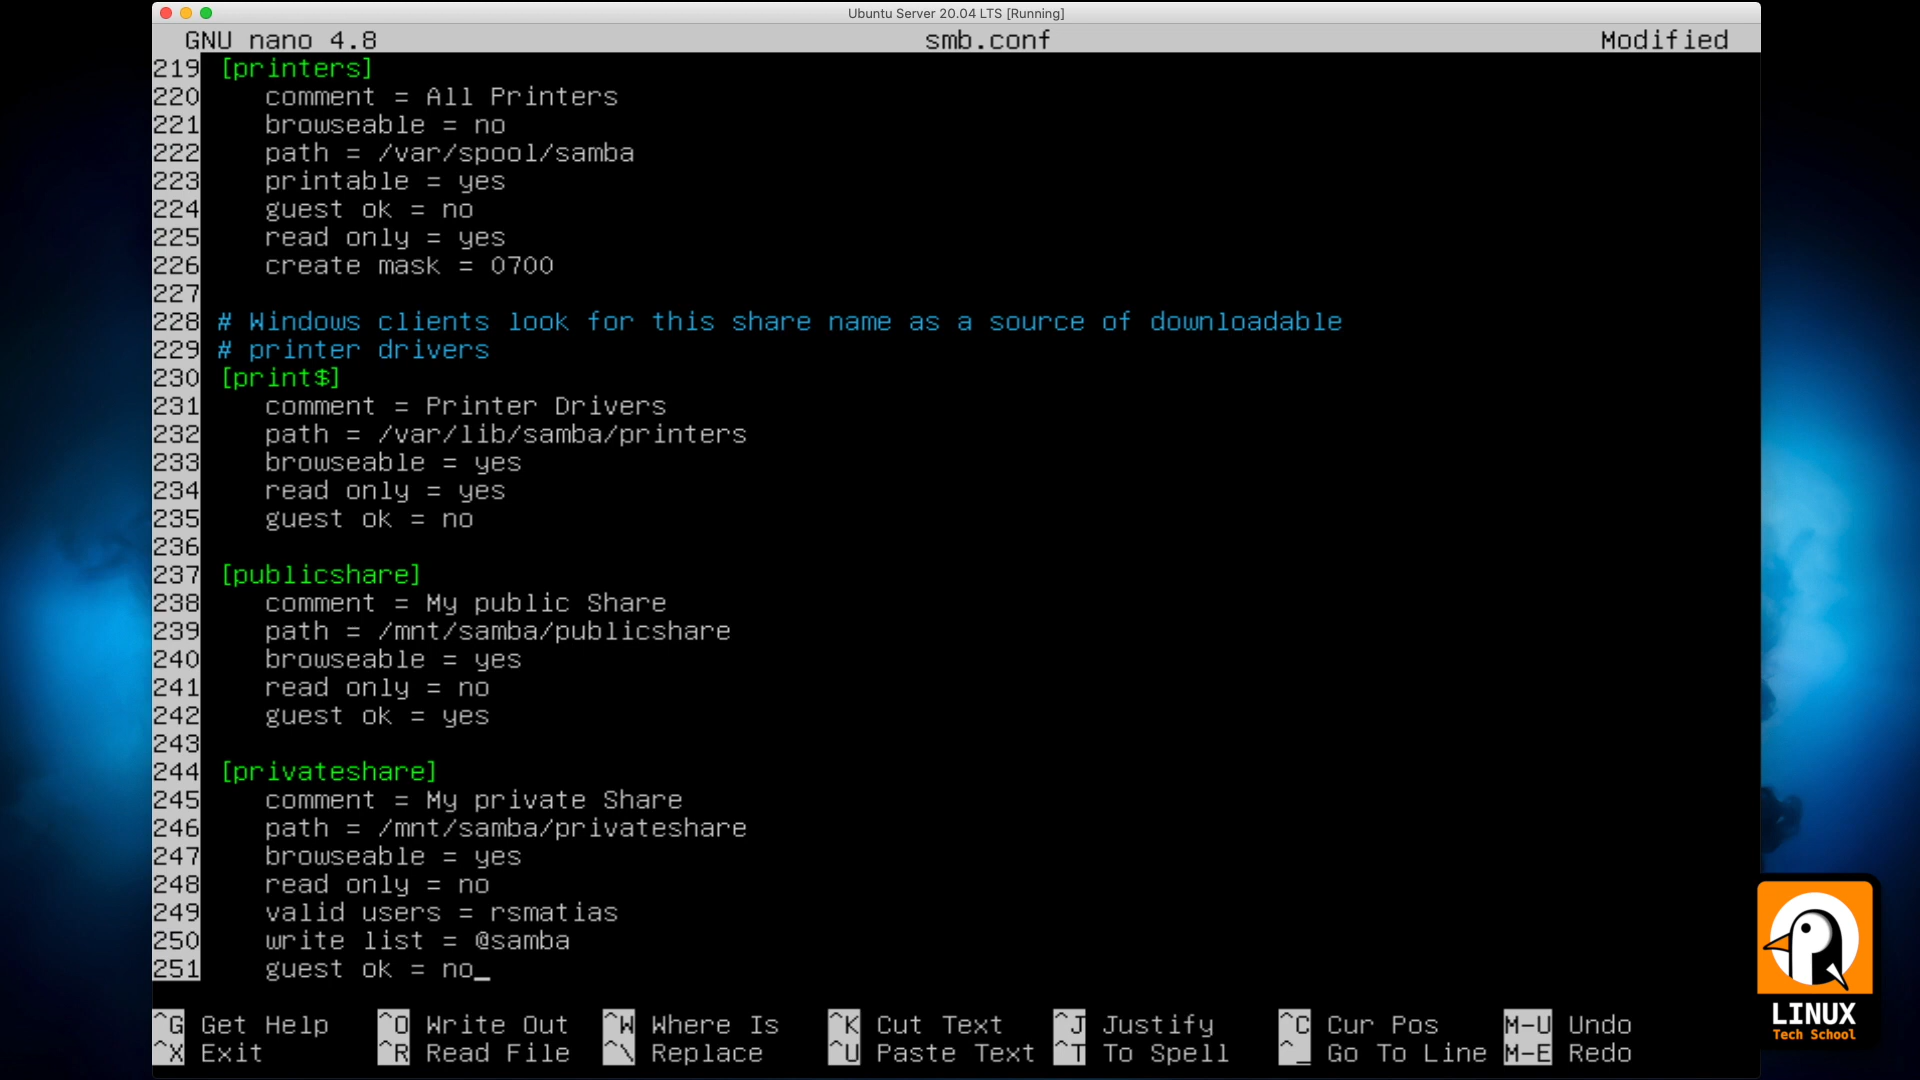 Ubuntu Server 20.04 LTS [Running]
GNU nano 4.8 smb.conf Modified
219 [printers]
220 comment = All Printers
221 browseable = no
222 path = /var/spool/samba
223 printable = yes
224 guest ok = no
225 read only = yes
226 create mask = 0700
227
228 # Windows clients look for this share name as a source of downloadable
229 # printer drivers
230 [print$]
231 comment = Printer Drivers
232 path = /var/lib/samba/printers
233 browseable = yes
234 read only = yes
235 guest ok = no
236
237 [publicshare]
238 comment = My public Share
239 path = /mnt/samba/publicshare
240 browseable = yes
241 read only = no
242 guest ok = yes
243
244 [privateshare]
245 comment = My private Share
246 path = /mnt/samba/privateshare
247 browseable = yes
248 read only = no
249 valid users = rsmatias
250 write list = @samba
251 guest ok = no_
^G Get Help ^O Write Out ^W Where Is ^K Cut Text ^J Justify ^C Cur Pos M-U Undo
^X Exit ^R Read File ^\ Replace ^U Paste Text ^T To Spell ^_ Go To Line M-E Redo
LINUX
Tech School